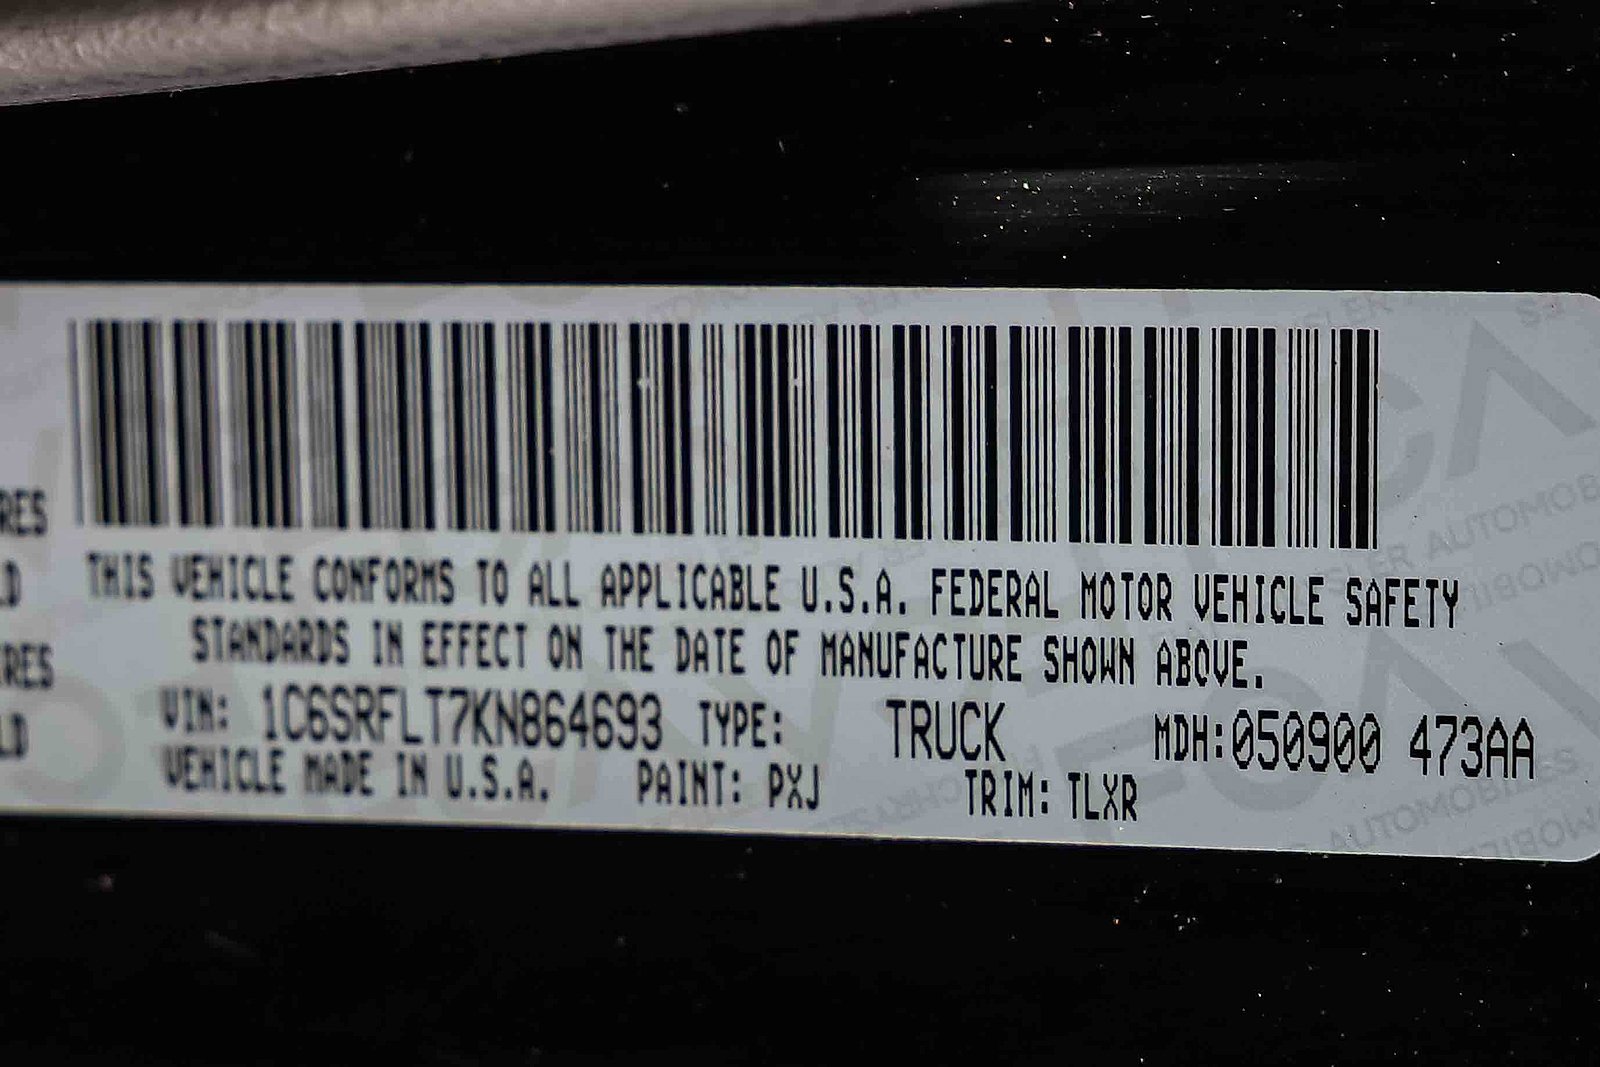 THIS VEHICLE CONFORMS TO ALL APPLICABLE U.S.A. FEDERAL MOTOR VEHICLE SAFETY
STANDARDS IN EFFECT ON THE DATE OF MANUFACTURE SHOWN ABOVE.
VIN: 1C6SRFLT7KN864693 TYPE: TRUCK MDH:050900 473AA
VEHICLE MADE IN U.S.A. PAINT: PXJ TRIM: TLXR